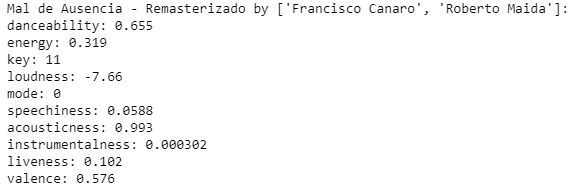 Mal de Ausencia - Remasterizado by ['Francisco Canaro', 'Roberto Maida']:
danceability: 0.655
energy: 0.319
key: 11
loudness: -7.66
mode: 0
speechiness: 0.0588
acousticness: 0.993
instrumentalness: 0.000302
liveness: 0.102
valence: 0.576